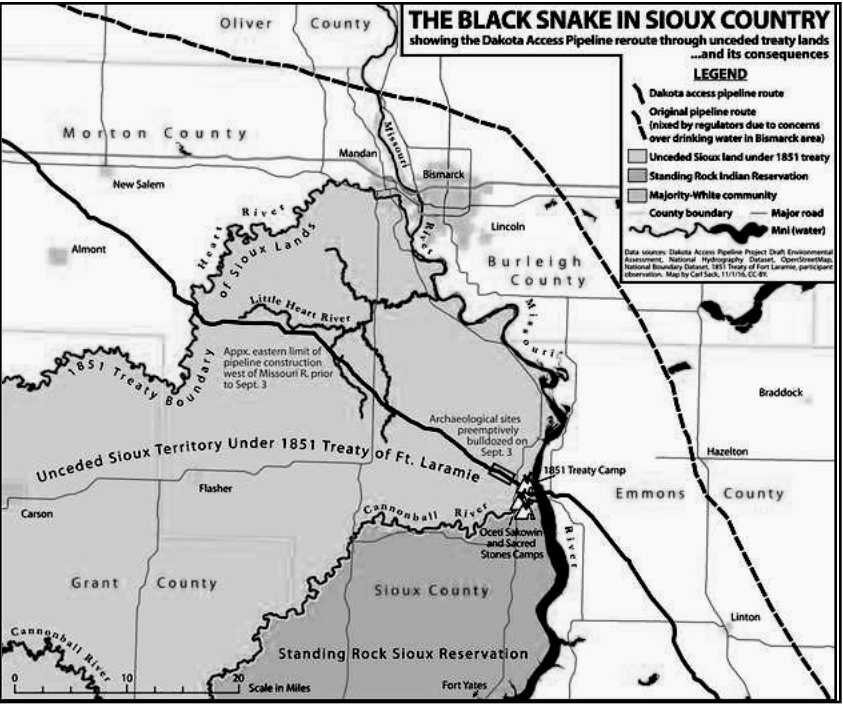 THE BLACK SNAKE IN SIOUX COUNTRY
showing the Dakota Access Pipeline reroute through unceded treaty lands
...and its consequences
LEGEND
Dakota access pipeline route
Original pipeline route
(nixed by regulators due to concerns
over drinking water in Bismarck area)
Unceded Sioux land under 1851 treaty
Standing Rock Indian Reservation
Majority-White community
County boundary
Major road
Mni (water)
Data sources: Dakota Access Pipeline Project Draft Environmental
Assessment, National Hydrography Dataset, OpenStreetMap,
National Boundary Dataset, 1851 Treaty of Fort Laramie, participant
observation. Map by Carl Sack, 11/1/16, CC-BY.
Oliver County
Morton County
Missouri
Mandan
Bismarck
New Salem
River
Lincoln
Heart River
of Sioux Lands
Almont
Burleigh
County
Little Heart River
Missouri
Appx. eastern limit of
pipeline construction
west of Missouri R. prior
to Sept. 3
1851 Treaty Boundary
Braddock
Archaeological sites
preemptively
bulldozed on
Sept. 3
Hazelton
Unceded Sioux Territory Under 1851 Treaty of Ft. Laramie
1851 Treaty Camp
Flasher
Emmons County
Carson
Cannonball River
Oceti Sakowin
and Sacred
Stones Camps
River
Grant County
Sioux County
Linton
Cannonball River
Standing Rock Sioux Reservation
0 10 20
Scale in Miles
Fort Yates